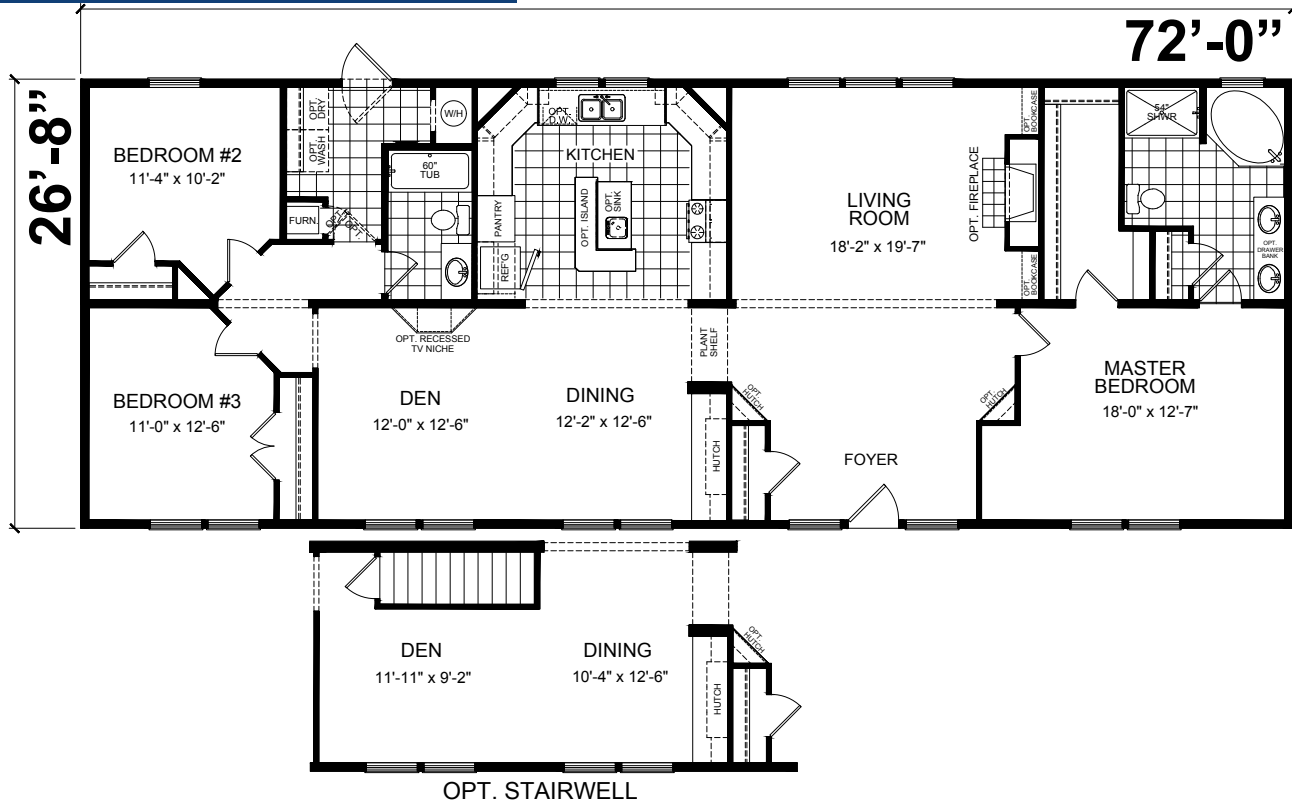 72’-0”
26’-8”
BEDROOM #2
11'-4" x 10'-2"
OPT. DRY
OPT. WASH
W/H
FURN.
OPT.
OPT.
60"
TUB
OPT.
D.W.
KITCHEN
PANTRY
REF'G
OPT. ISLAND
OPT.
SINK
LIVING
ROOM
18'-2" x 19'-7"
OPT. FIREPLACE
OPT.
BOOKCASE
OPT.
BOOKCASE
54"
SHWR
OPT.
DRAWER
BANK
BEDROOM #3
11'-0" x 12'-6"
OPT. RECESSED
TV NICHE
DEN
12'-0" x 12'-6"
DINING
12'-2" x 12'-6"
PLANT
SHELF
HUTCH
OPT.
HUTCH
FOYER
OPT.
HUTCH
MASTER
BEDROOM
18'-0" x 12'-7"
DEN
11'-11" x 9'-2"
DINING
10'-4" x 12'-6"
HUTCH
OPT.
HUTCH
OPT. STAIRWELL